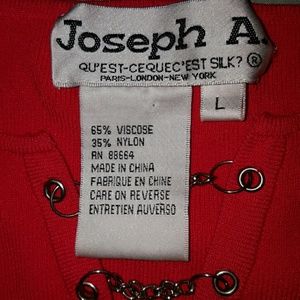 Joseph A.
QU'EST-CEQUEC'EST SILK? ®
PARIS-LONDON-NEW YORK
L
65% VISCOSE
35% NYLON
RN 88664
MADE IN CHINA
FABRIQUE EN CHINE
CARE ON REVERSE
ENTRETIEN AUVERSO